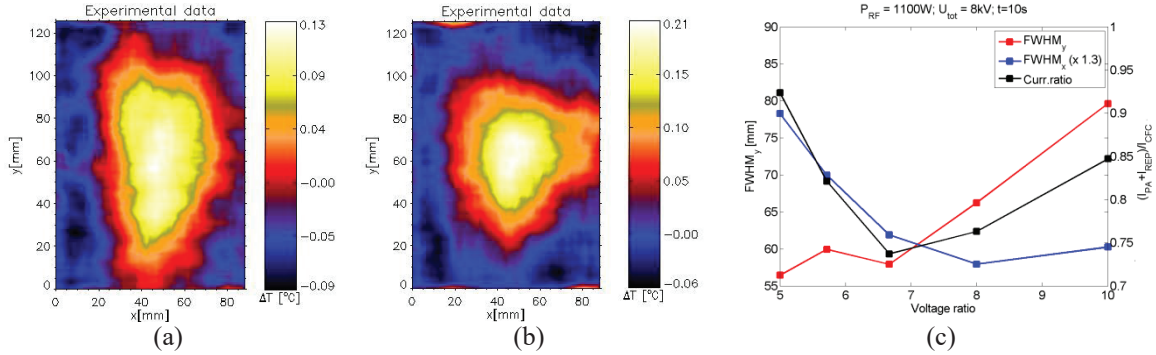 Experimental data
y[mm]
120
100
80
60
40
20
0
0 20 40 60 80
x[mm]
0.13
0.09
0.04
−0.00
−0.05
−0.09
ΔT [°C]
(a)
Experimental data
y[mm]
120
100
80
60
40
20
0
0 20 40 60 80
x[mm]
0.21
0.15
0.10
0.05
−0.00
−0.06
ΔT [°C]
(b)
P_RF = 1100W; U_tot = 8kV; t=10s
FWHM_y
FWHM_x (x 1.3)
Curr.ratio
FWHM_y [mm]
90
85
80
75
70
65
60
55
5 6 7 8 9 10
Voltage ratio
1
0.95
0.9
0.85
0.8
0.75
0.7
(I_PA+I_REP)/I_CFC
(c)